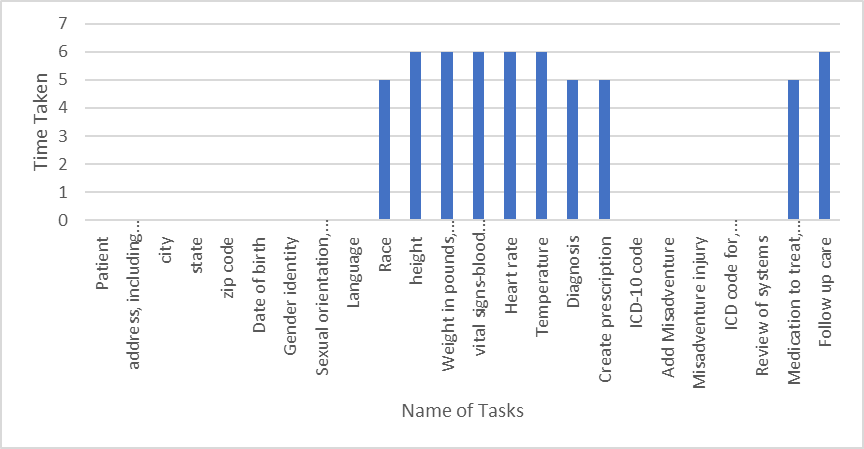 7
6
5
4
3
2
1
0
Time Taken
Patient
address, including...
city
state
zip code
Date of birth
Gender identity
Sexual orientation,...
Language
Race
height
Weight in pounds,...
vital signs-blood...
Heart rate
Temperature
Diagnosis
Create prescription
ICD-10 code
Add Misadventure
Misadventure injury
ICD code for,...
Review of systems
Medication to treat,...
Follow up care
Name of Tasks